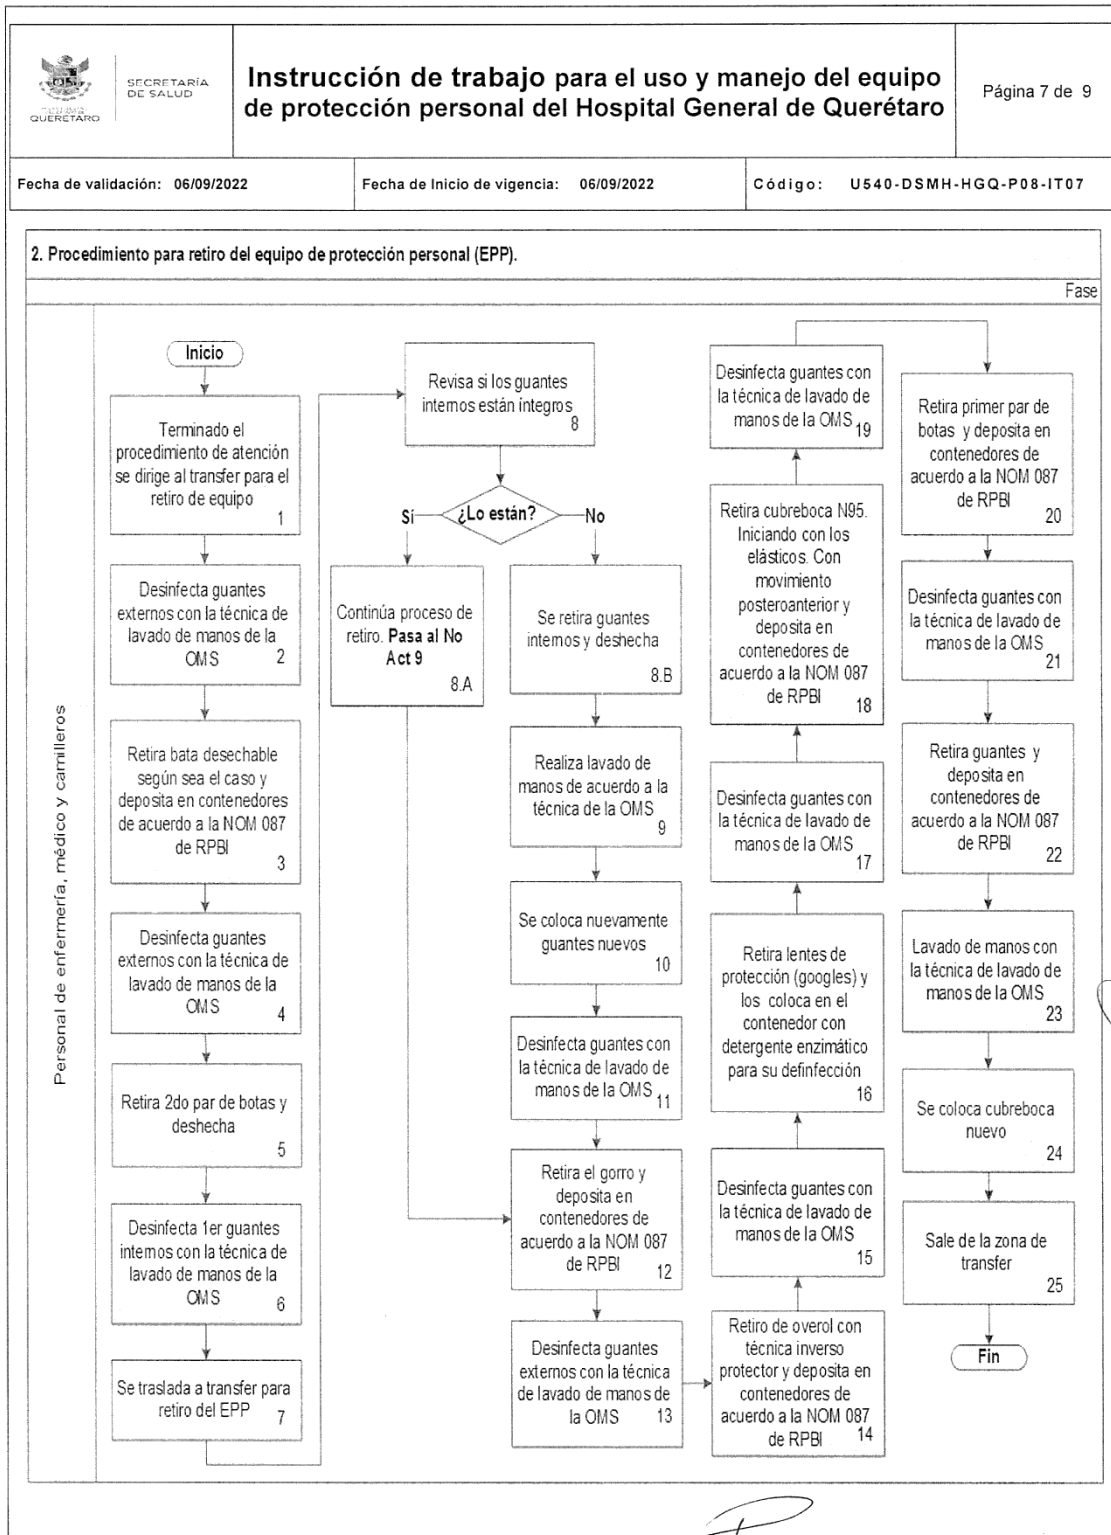 SECRETARÍA
DE SALUD
QUERÉTARO
Instrucción de trabajo para el uso y manejo del equipo
de protección personal del Hospital General de Querétaro
Página 7 de 9
Fecha de validación: 06/09/2022
Fecha de Inicio de vigencia: 06/09/2022
Código: U540-DSMH-HGQ-P08-IT07
2. Procedimiento para retiro del equipo de protección personal (EPP).
Fase
Personal de enfermería, médico y camilleros
Inicio
Terminado el
procedimiento de atención
se dirige al transfer para el
retiro de equipo
1
Desinfecta guantes
externos con la técnica de
lavado de manos de la
OMS
2
Retira bata desechable
según sea el caso y
deposita en contenedores
de acuerdo a la NOM 087
de RPBI
3
Desinfecta guantes
externos con la técnica de
lavado de manos de la
OMS
4
Retira 2do par de botas y
deshecha
5
Desinfecta 1er guantes
internos con la técnica de
lavado de manos de la
OMS
6
Se traslada a transfer para
retiro del EPP
7
Revisa si los guantes
internos están íntegros
8
¿Lo están?
Sí
No
Continúa proceso de
retiro. Pasa al No
Act 9
8.A
Se retira guantes
internos y deshecha
8.B
Realiza lavado de
manos de acuerdo a la
técnica de la OMS
9
Se coloca nuevamente
guantes nuevos
10
Desinfecta guantes con
la técnica de lavado de
manos de la OMS
11
Retira el gorro y
deposita en
contenedores de
acuerdo a la NOM 087
de RPBI
12
Desinfecta guantes
externos con la técnica
de lavado de manos de
la OMS
13
Retiro de overol con
técnica inverso
protector y deposita en
contenedores de
acuerdo a la NOM 087
de RPBI
14
Desinfecta guantes con
la técnica de lavado de
manos de la OMS
15
Retira lentes de
protección (googles) y
los coloca en el
contenedor con
detergente enzimático
para su definfección
16
Desinfecta guantes con
la técnica de lavado de
manos de la OMS
17
Retira cubreboca N95.
Iniciando con los
elásticos. Con
movimiento
posteroanterior y
deposita en
contenedores de
acuerdo a la NOM 087
de RPBI
18
Desinfecta guantes con
la técnica de lavado de
manos de la OMS
19
Retira primer par de
botas y deposita en
contenedores de
acuerdo a la NOM 087
de RPBI
20
Desinfecta guantes con
la técnica de lavado de
manos de la OMS
21
Retira guantes y
deposita en
contenedores de
acuerdo a la NOM 087
de RPBI
22
Lavado de manos con
la técnica de lavado de
manos de la OMS
23
Se coloca cubreboca
nuevo
24
Sale de la zona de
transfer
25
Fin